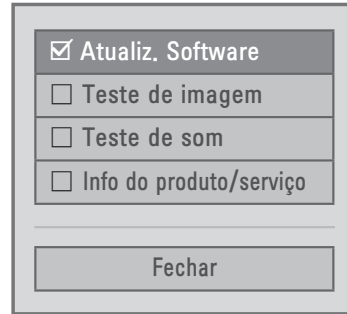 ☑ Atualiz. Software
☐ Teste de imagem
☐ Teste de som
☐ Info do produto/serviço
Fechar